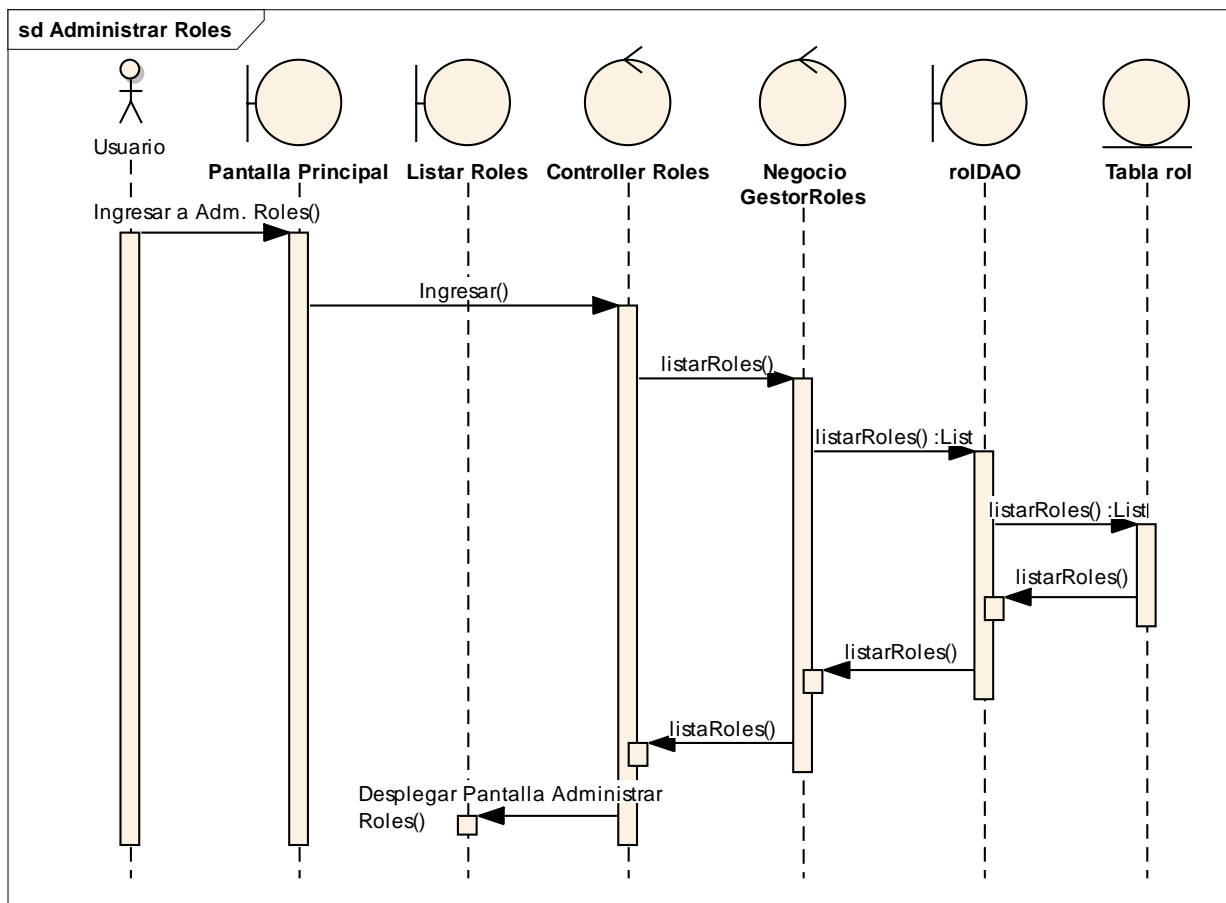 sd Administrar Roles
Usuario
Pantalla Principal
Listar Roles
Controller Roles
Negocio
GestorRoles
rolDAO
Tabla rol
Ingresar a Adm. Roles()
Ingresar()
listarRoles()
listarRoles() :List
listarRoles() :List
listarRoles()
listarRoles()
listaRoles()
Desplegar Pantalla Administrar
Roles()